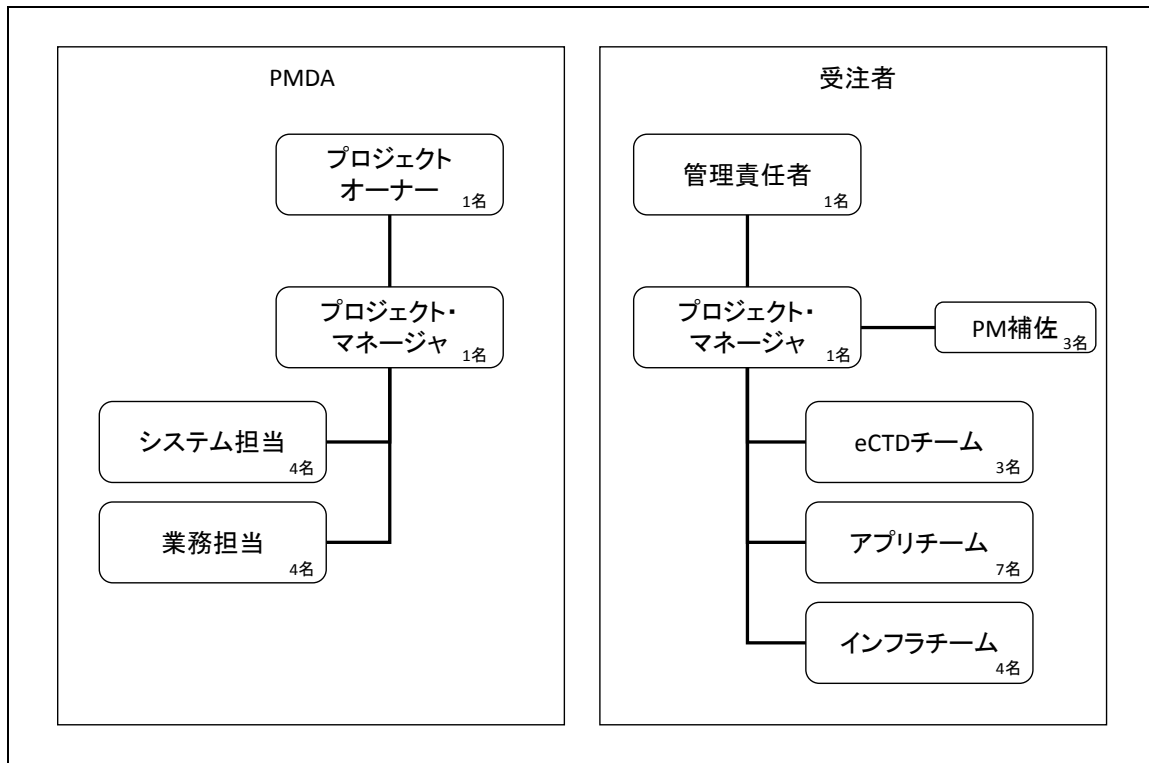 PMDA
プロジェクト
オーナー
1名
プロジェクト・
マネージャ
1名
システム担当
4名
業務担当
4名
受注者
管理責任者
1名
プロジェクト・
マネージャ
1名
PM補佐
3名
eCTDチーム
3名
アプリチーム
7名
インフラチーム
4名